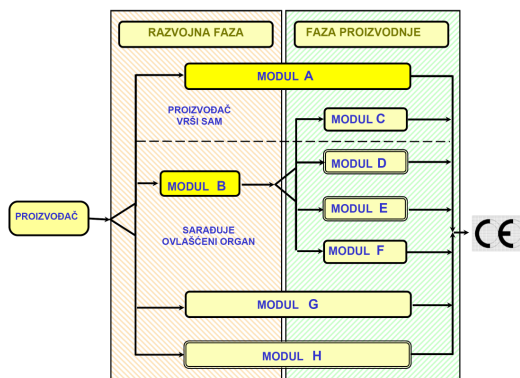 RAZVOJNA FAZA
FAZA PROIZVODNJE
MODUL A
PROIZVOĐAČ
VRŠI SAM
MODUL C
MODUL D
MODUL B
MODUL E
PROIZVOĐAČ
SARAĐUJE
OVLAŠĆENI ORGAN
MODUL F
CE
MODUL G
MODUL H